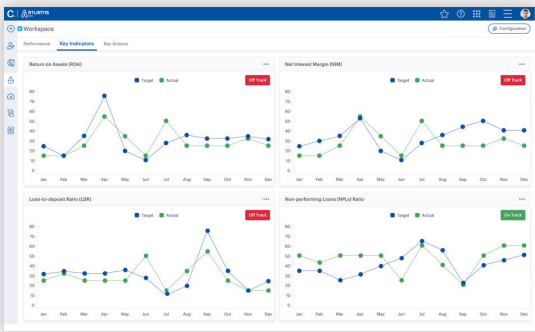 C. ATLANTIS
Workspace
Configuration
Performance Key Indicators Key Actions
Return on Assets (ROA)
Target Actual
Off Track
80
70
60
50
40
30
20
10
0
Jan Feb Mar Apr May Jun Jul Aug Sep Oct Nov Dec
Net Interest Margin (NIM)
Target Actual
Off Track
80
70
60
50
40
30
20
10
0
Jan Feb Mar Apr May Jun Jul Aug Sep Oct Nov Dec
Loan-to-deposit Ratio (LDR)
Target Actual
Off Track
80
70
60
50
40
30
20
10
0
Jan Feb Mar Apr May Jun Jul Aug Sep Oct Nov Dec
Non-performing Loans (NPLs) Ratio
Target Actual
On Track
80
70
60
50
40
30
20
10
0
Jan Feb Mar Apr May Jun Jul Aug Sep Oct Nov Dec